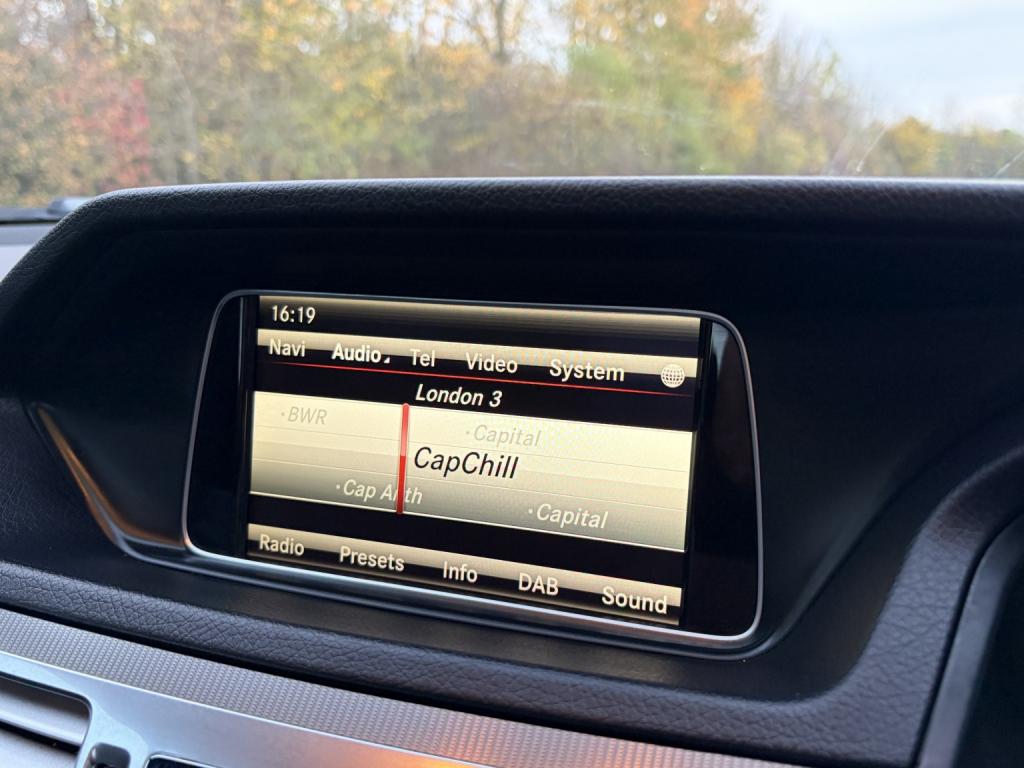 16:19
Navi Audio Tel Video System
London 3
·BWR ·Capital
CapChill
·Cap Anth ·Capital
Radio Presets Info DAB Sound